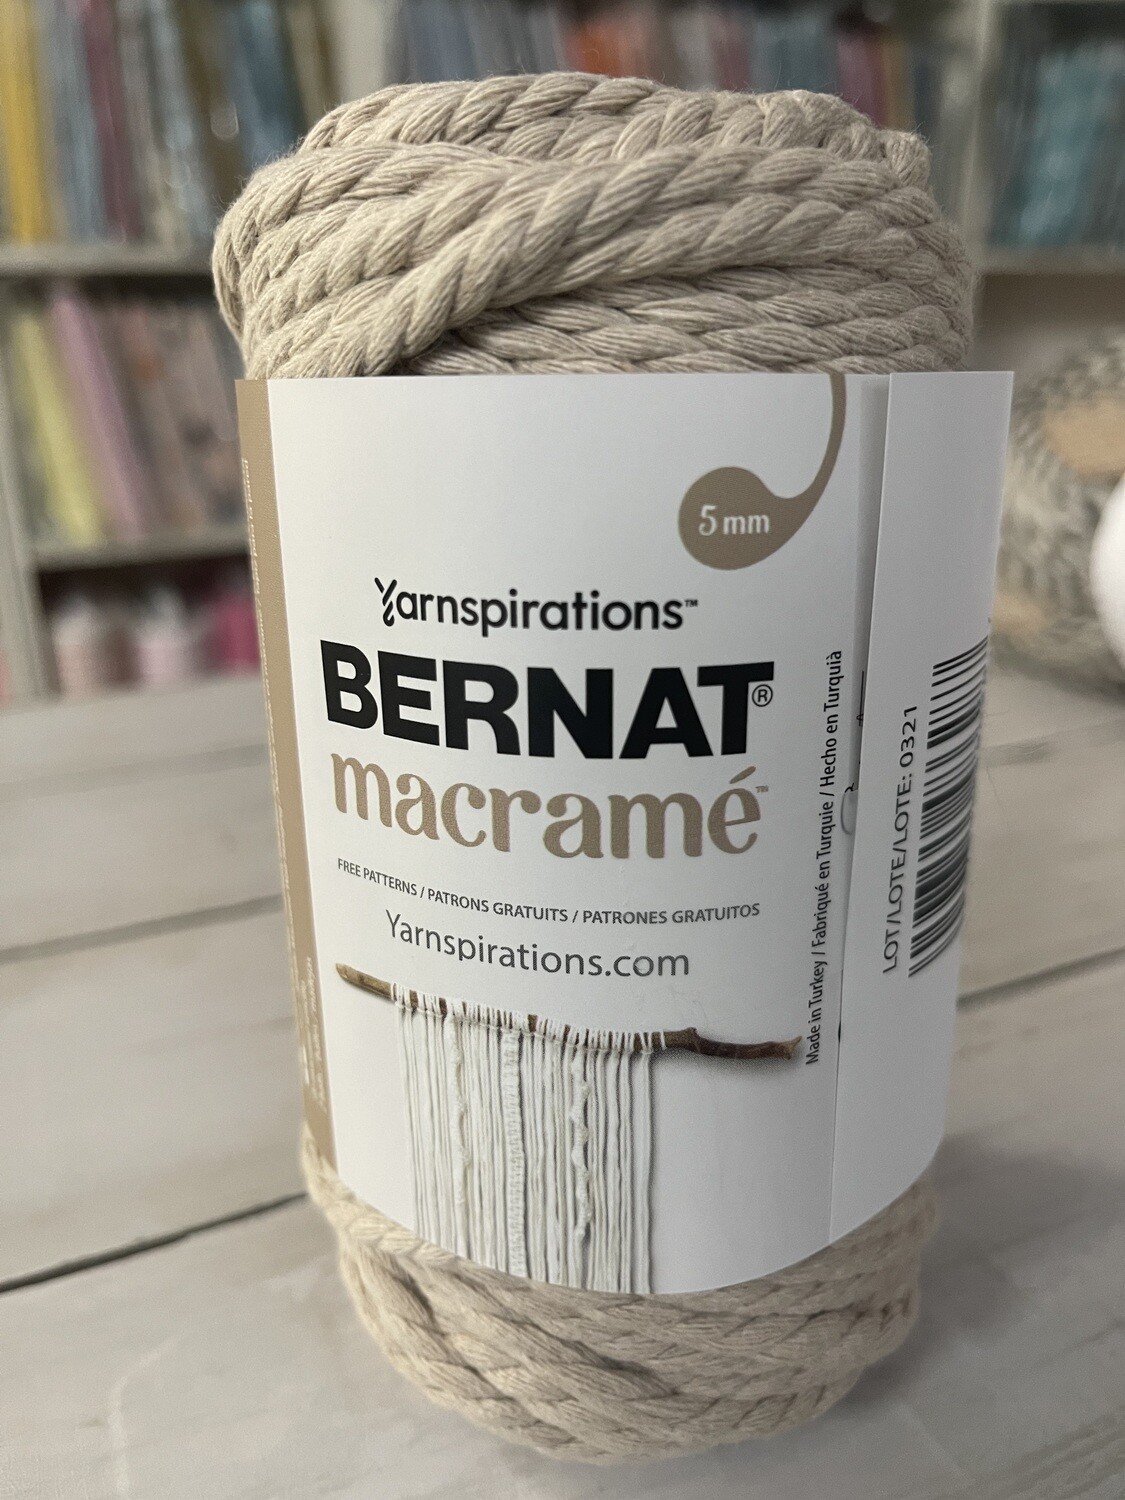 5 mm
Yarnspirations™
BERNAT®
macramé™
FREE PATTERNS / PATRONS GRATUITS / PATRONES GRATUITOS
Yarnspirations.com
Made in Turkey / Fabriqué en Turquie / Hecho en Turquià
LOT/LOTE/LOTE: 0321